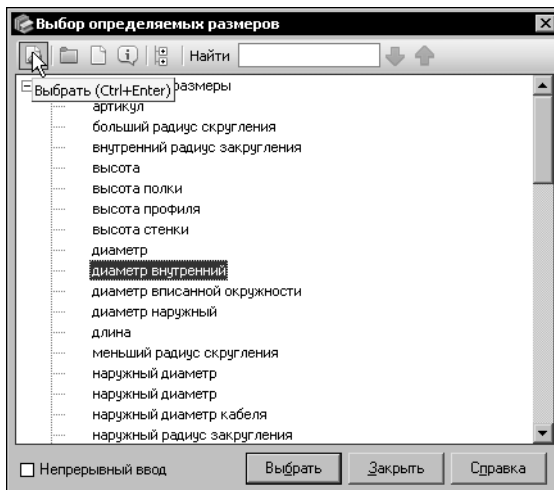 Выбор определяемых размеров
Найти
размеры
Выбрать (Ctrl+Enter)
артикул
больший радиус скругления
внутренний радиус закругления
высота
высота полки
высота профиля
высота стенки
диаметр
диаметр внутренний
диаметр вписанной окружности
диаметр наружный
длина
меньший радиус скругления
наружный диаметр
наружный диаметр
наружный диаметр кабеля
наружный радиус закругления
Непрерывный ввод
Выбрать
Закрыть
Справка